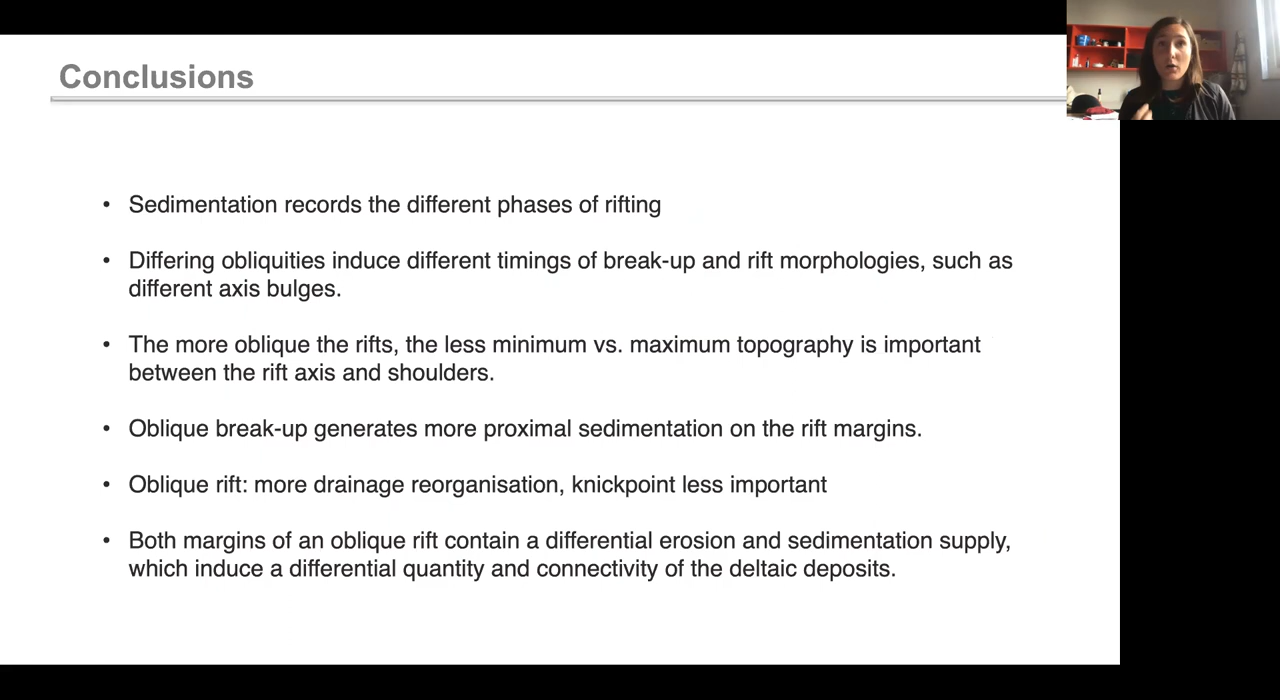 Conclusions
• Sedimentation records the different phases of rifting
• Differing obliquities induce different timings of break-up and rift morphologies, such as
different axis bulges.
• The more oblique the rifts, the less minimum vs. maximum topography is important
between the rift axis and shoulders.
• Oblique break-up generates more proximal sedimentation on the rift margins.
• Oblique rift: more drainage reorganisation, knickpoint less important
• Both margins of an oblique rift contain a differential erosion and sedimentation supply,
which induce a differential quantity and connectivity of the deltaic deposits.